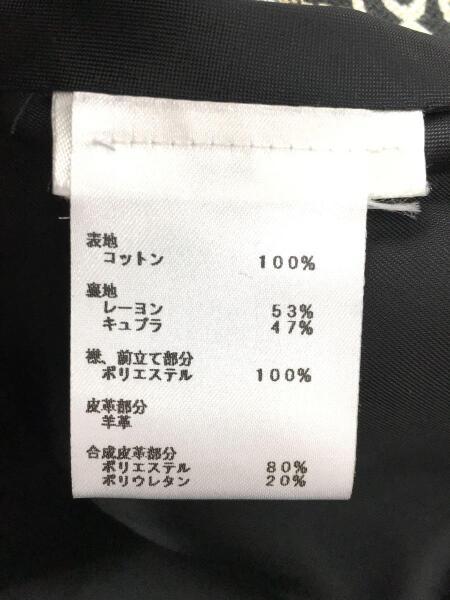 表地
コットン 100%
裏地
レーヨン 53%
キュプラ 47%
襟、前立て部分
ポリエステル 100%
皮革部分
羊革
合成皮革部分
ポリエステル 80%
ポリウレタン 20%